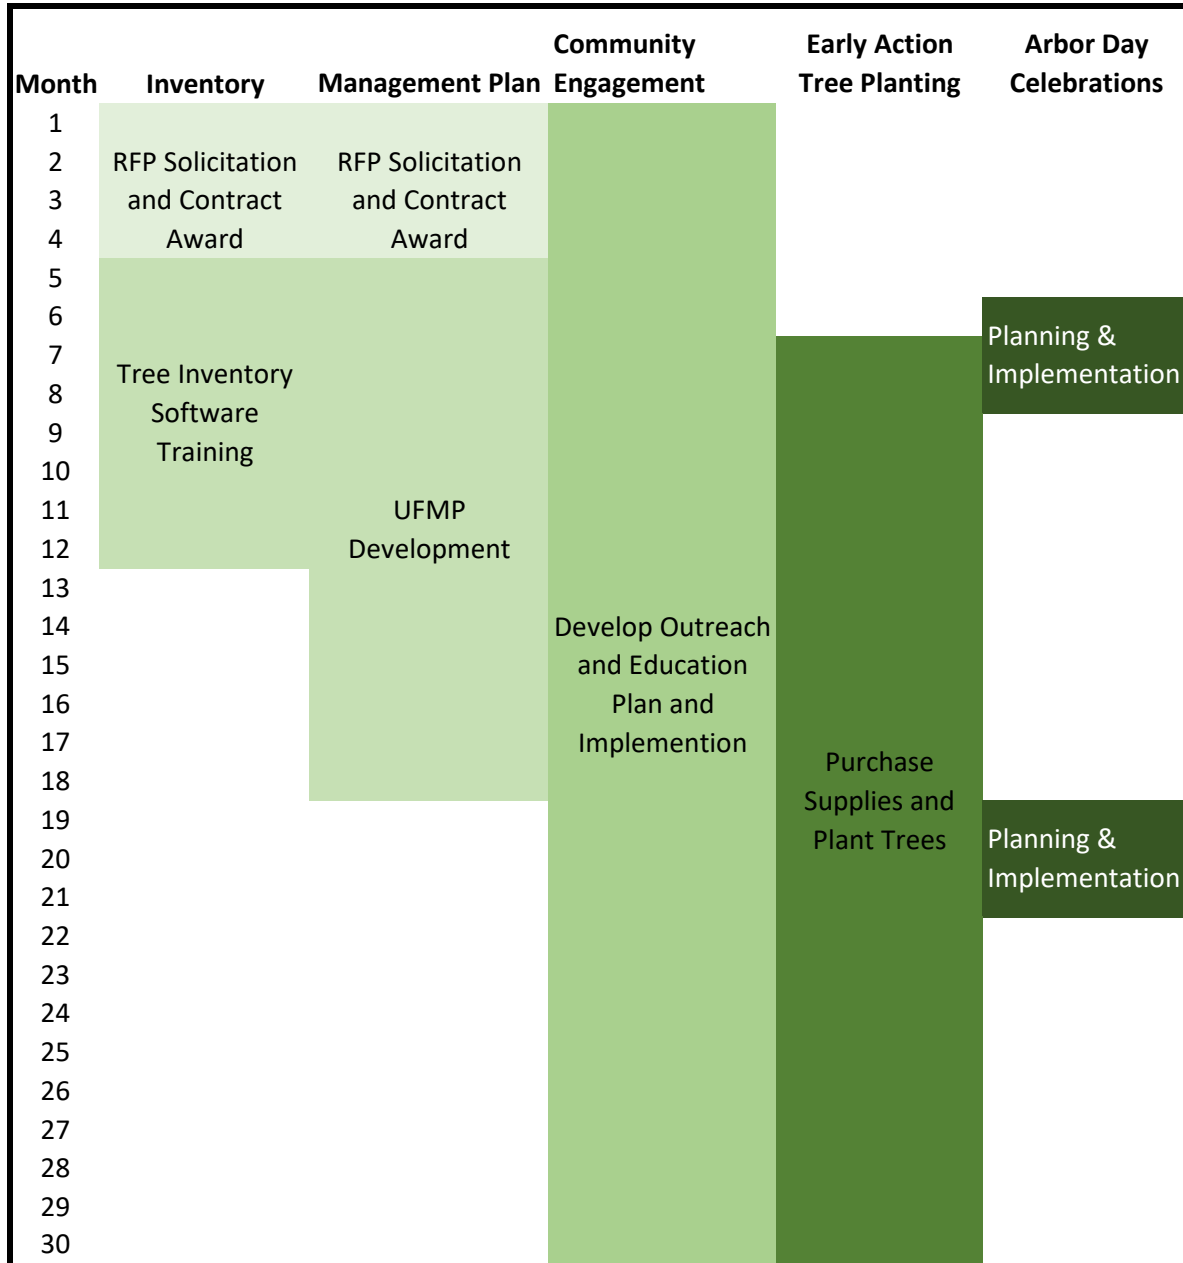 Community Early Action Arbor Day
Month Inventory Management Plan Engagement Tree Planting Celebrations
1
2 RFP Solicitation RFP Solicitation
3 and Contract and Contract
4 Award Award
5
6
Planning &
7
Implementation
Tree Inventory
8
Software
9
Training
10
11 UFMP
12 Development
13
14 Develop Outreach
15 and Education
16 Plan and
17 Implemention
Purchase
18
Supplies and
19
Plant Trees Planning &
20
Implementation
21
22
23
24
25
26
27
28
29
30